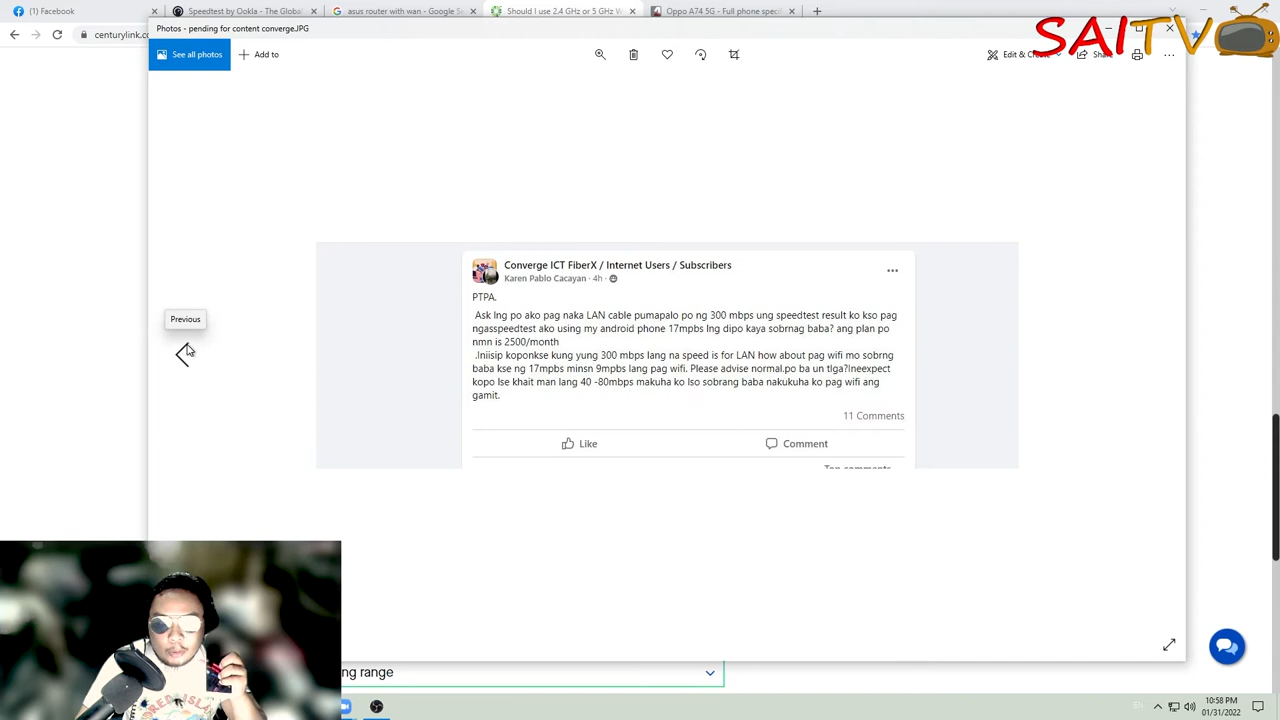 (1) Facebook
Speedtest by Ookla - The Global
asus router with wan - Google Se
Should I use 2.4 GHz or 5 GHz W
Oppo A74 5G - Full phone specif
centurylink.co
Photos - pending for content converge.JPG
SAITV
See all photos
Add to
Edit & Create
Share
Converge ICT FiberX / Internet Users / Subscribers
Karen Pablo Cacayan · 4h ·
PTPA.
Ask lng po ako pag naka LAN cable pumapalo po ng 300 mbps ung speedtest result ko kso pag
ngasspeedtest ako using my android phone 17mbps lng dipo kaya sobrnag baba? ang plan po
nmn is 2500/month
.Iniisip koponkse kung yung 300 mbps lang na speed is for LAN how about pag wifi mo sobrng
baba kse ng 17mbps minsn 9mpbs lang pag wifi. Please advise normal.po ba un tlga?Ineexpect
kopo lse khait man lang 40 -80mbps makuha ko lso sobrang baba nakukuha ko pag wifi ang
gamit.
11 Comments
Like
Comment
Top comments
Previous
ng range
EN
10:58 PM
01/31/2022